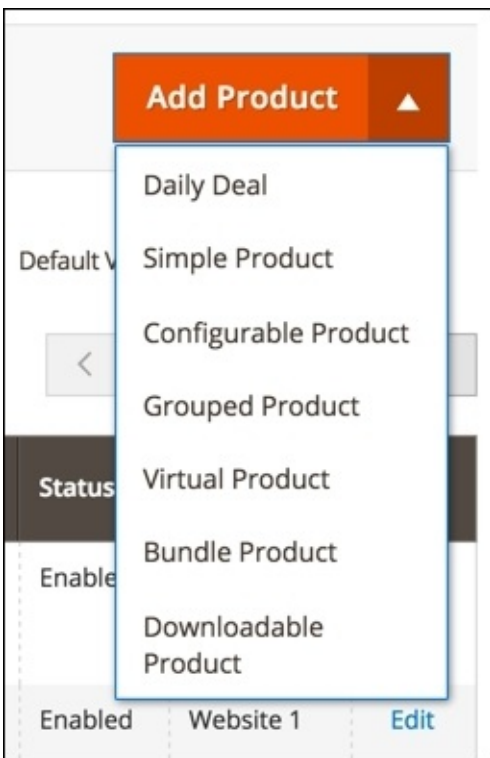 Add Product
Daily Deal
Default V
Simple Product
Configurable Product
Grouped Product
Status
Virtual Product
Bundle Product
Enable
Downloadable
Product
Enabled Website 1 Edit